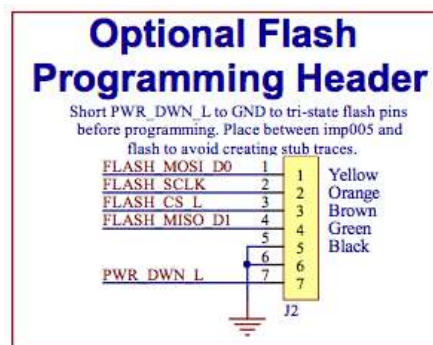 Optional Flash
Programming Header
Short PWR_DWN_L to GND to tri-state flash pins
before programming. Place between imp005 and
flash to avoid creating stub traces.
FLASH_MOSI_D0 1 1 Yellow
FLASH_SCLK 2 2 Orange
FLASH_CS_L 3 3 Brown
FLASH_MISO_D1 4 4 Green
5 5 Black
6 6
PWR_DWN_L 7 7
J2